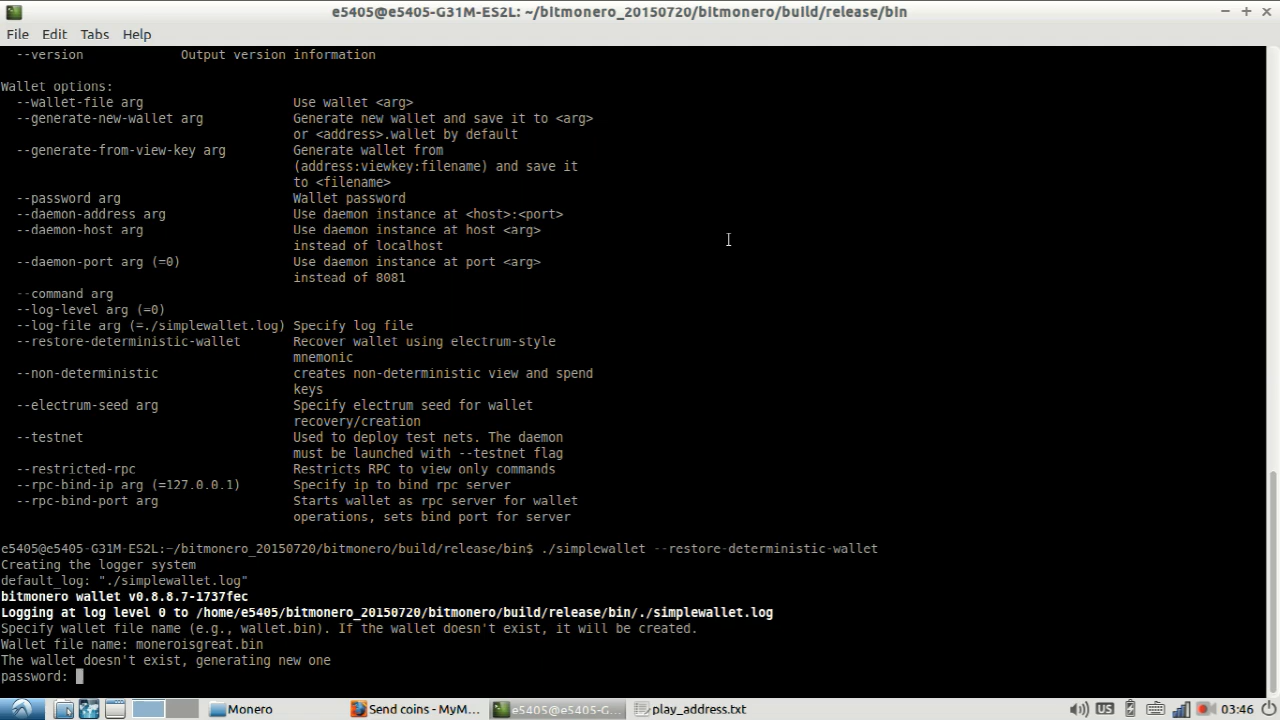 e5405@e5405-G31M-ES2L: ~/bitmonero_20150720/bitmonero/build/release/bin
File Edit Tabs Help
--version Output version information
Wallet options:
--wallet-file arg Use wallet <arg>
--generate-new-wallet arg Generate new wallet and save it to <arg>
or <address>.wallet by default
--generate-from-view-key arg Generate wallet from
(address:viewkey:filename) and save it
to <filename>
--password arg Wallet password
--daemon-address arg Use daemon instance at <host>:<port>
--daemon-host arg Use daemon instance at host <arg>
instead of localhost
--daemon-port arg (=0) Use daemon instance at port <arg>
instead of 8081
--command arg
--log-level arg (=0)
--log-file arg (=./simplewallet.log) Specify log file
--restore-deterministic-wallet Recover wallet using electrum-style
mnemonic
--non-deterministic creates non-deterministic view and spend
keys
--electrum-seed arg Specify electrum seed for wallet
recovery/creation
--testnet Used to deploy test nets. The daemon
must be launched with --testnet flag
--restricted-rpc Restricts RPC to view only commands
--rpc-bind-ip arg (=127.0.0.1) Specify ip to bind rpc server
--rpc-bind-port arg Starts wallet as rpc server for wallet
operations, sets bind port for server
e5405@e5405-G31M-ES2L:~/bitmonero_20150720/bitmonero/build/release/bin$ ./simplewallet --restore-deterministic-wallet
Creating the logger system
default_log: "./simplewallet.log"
bitmonero wallet v0.8.8.7-1737fec
Logging at log level 0 to /home/e5405/bitmonero_20150720/bitmonero/build/release/bin/./simplewallet.log
Specify wallet file name (e.g., wallet.bin). If the wallet doesn't exist, it will be created.
Wallet file name: moneroisgreat.bin
The wallet doesn't exist, generating new one
password:
Monero Send coins - MyM... e5405@e5405-G... play_address.txt US 03:46